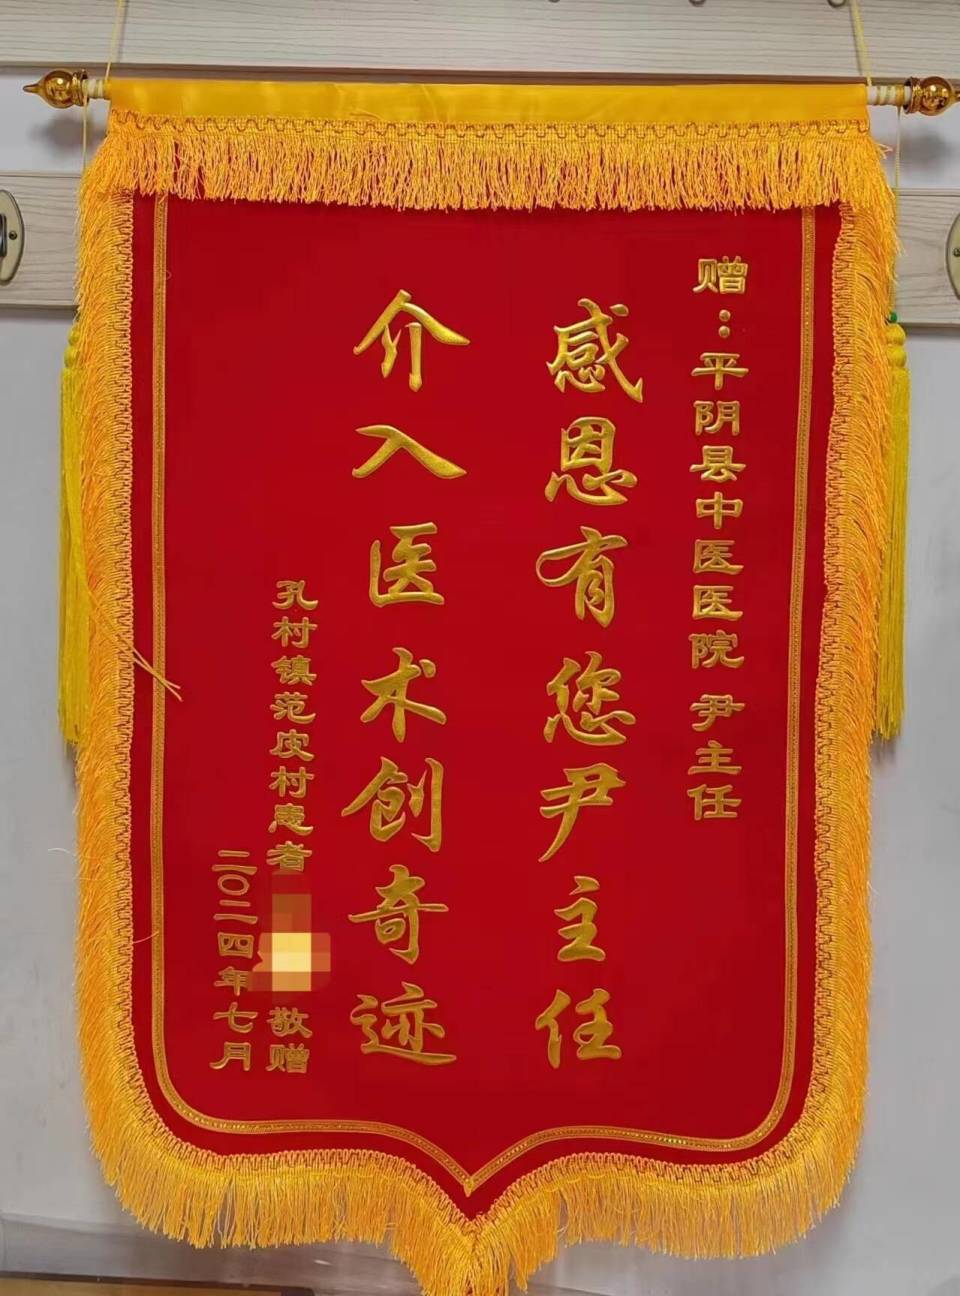 赠：平阴县中医医院 尹主任
感恩有您尹主任
介入医术创奇迹
孔村镇范皮村患者 敬赠
二〇二四年七月